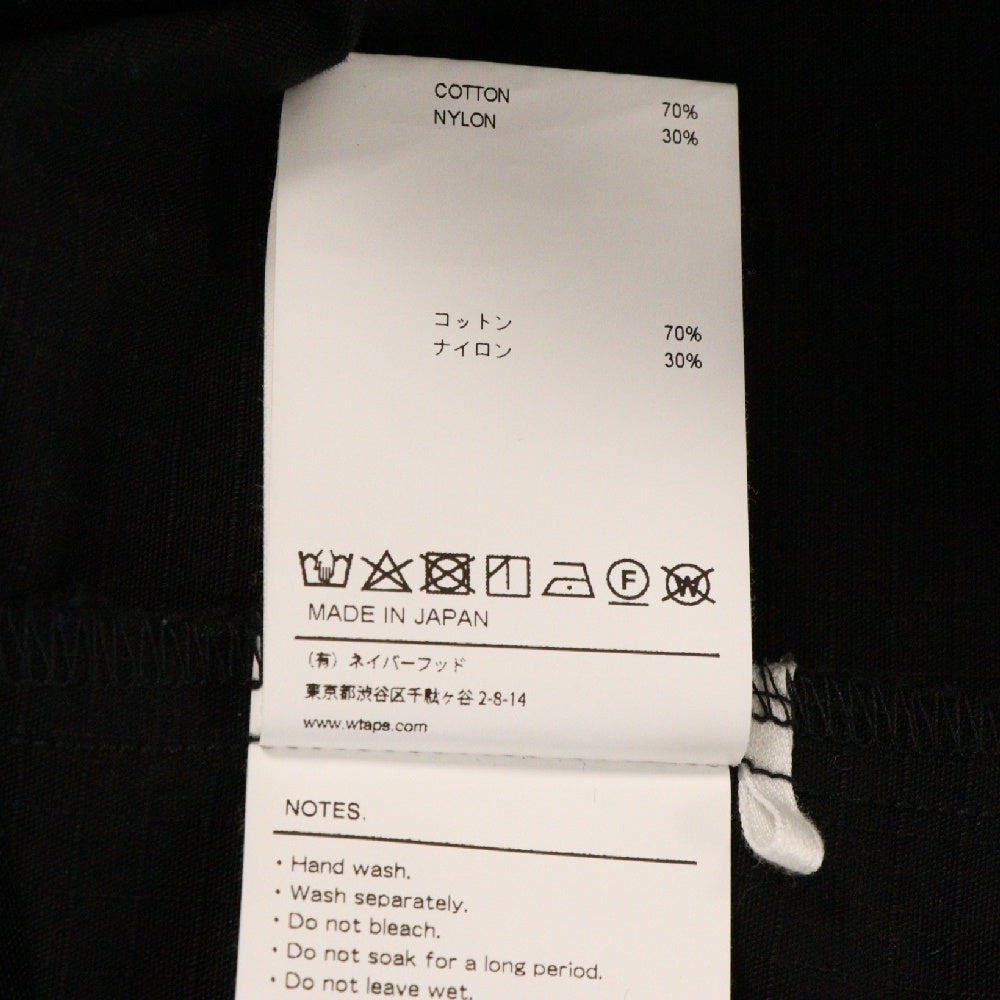 COTTON 70%
NYLON 30%
コットン 70%
ナイロン 30%
F W
MADE IN JAPAN
(有) ネイバーフッド
東京都渋谷区千駄ヶ谷 2-8-14
www.wtaps.com
NOTES.
・Hand wash.
・Wash separately.
・Do not bleach.
・Do not soak for a long period.
・Do not leave wet.